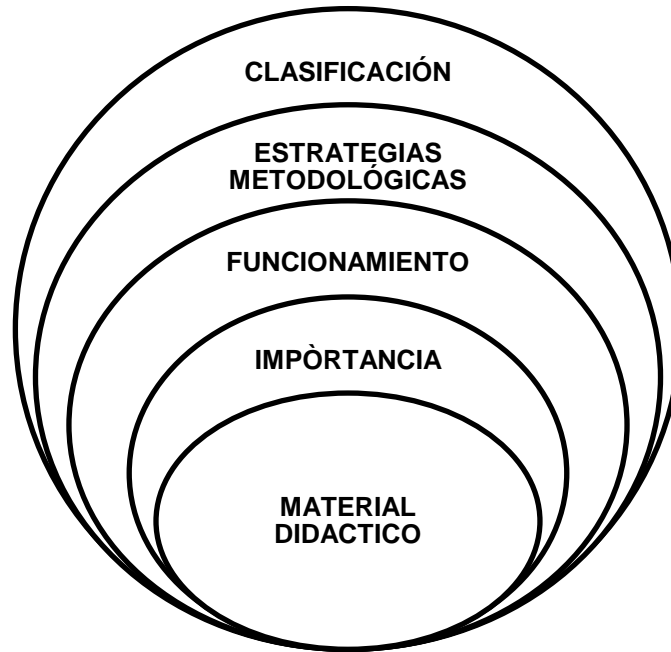 CLASIFICACIÓN
ESTRATEGIAS
METODOLÓGICAS
FUNCIONAMIENTO
IMPÒRTANCIA
MATERIAL
DIDACTICO